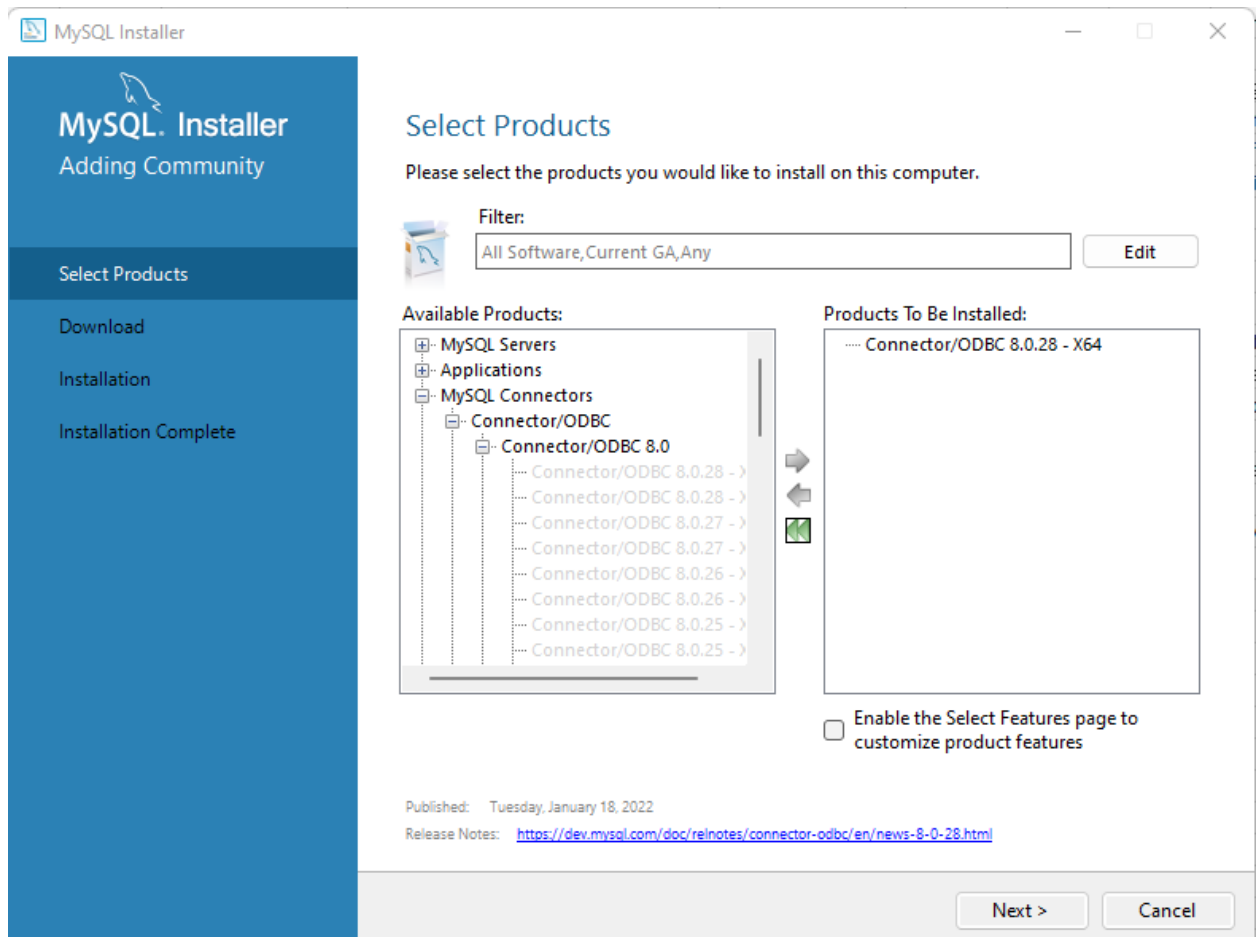 MySQL Installer
MySQL. Installer
Adding Community
Select Products
Download
Installation
Installation Complete
Select Products
Please select the products you would like to install on this computer.
Filter:
All Software,Current GA,Any
Edit
Available Products:
MySQL Servers
Applications
MySQL Connectors
Connector/ODBC
Connector/ODBC 8.0
Connector/ODBC 8.0.28 -
Connector/ODBC 8.0.28 -
Connector/ODBC 8.0.27 -
Connector/ODBC 8.0.27 -
Connector/ODBC 8.0.26 -
Connector/ODBC 8.0.26 -
Connector/ODBC 8.0.25 -
Connector/ODBC 8.0.25 -
Products To Be Installed:
Connector/ODBC 8.0.28 - X64
Enable the Select Features page to
customize product features
Published: Tuesday, January 18, 2022
Release Notes: https://dev.mysql.com/doc/relnotes/connector-odbc/en/news-8-0-28.html
Next >
Cancel